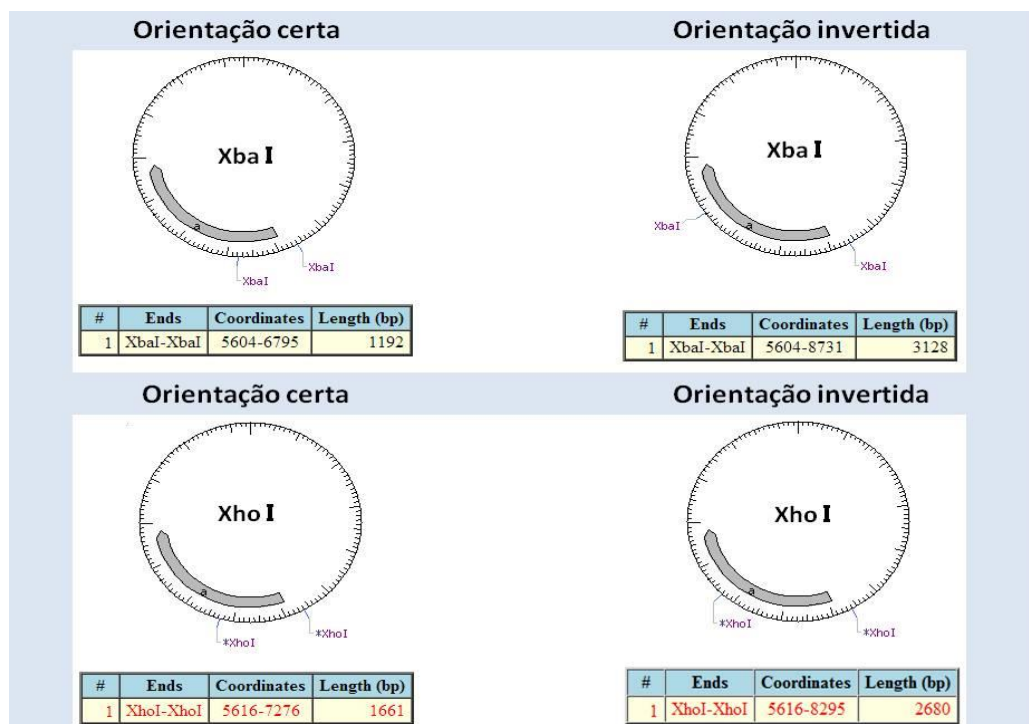 Orientação certa
Orientação invertida
Xba I
a
XbaI
XbaI
Xba I
a
XbaI
XbaI
# Ends Coordinates Length (bp)
1 XbaI-XbaI 5604-6795 1192
# Ends Coordinates Length (bp)
1 XbaI-XbaI 5604-8731 3128
Orientação certa
Orientação invertida
Xho I
a
*XhoI
*XhoI
Xho I
a
*XhoI
*XhoI
# Ends Coordinates Length (bp)
1 XhoI-XhoI 5616-7276 1661
# Ends Coordinates Length (bp)
1 XhoI-XhoI 5616-8295 2680